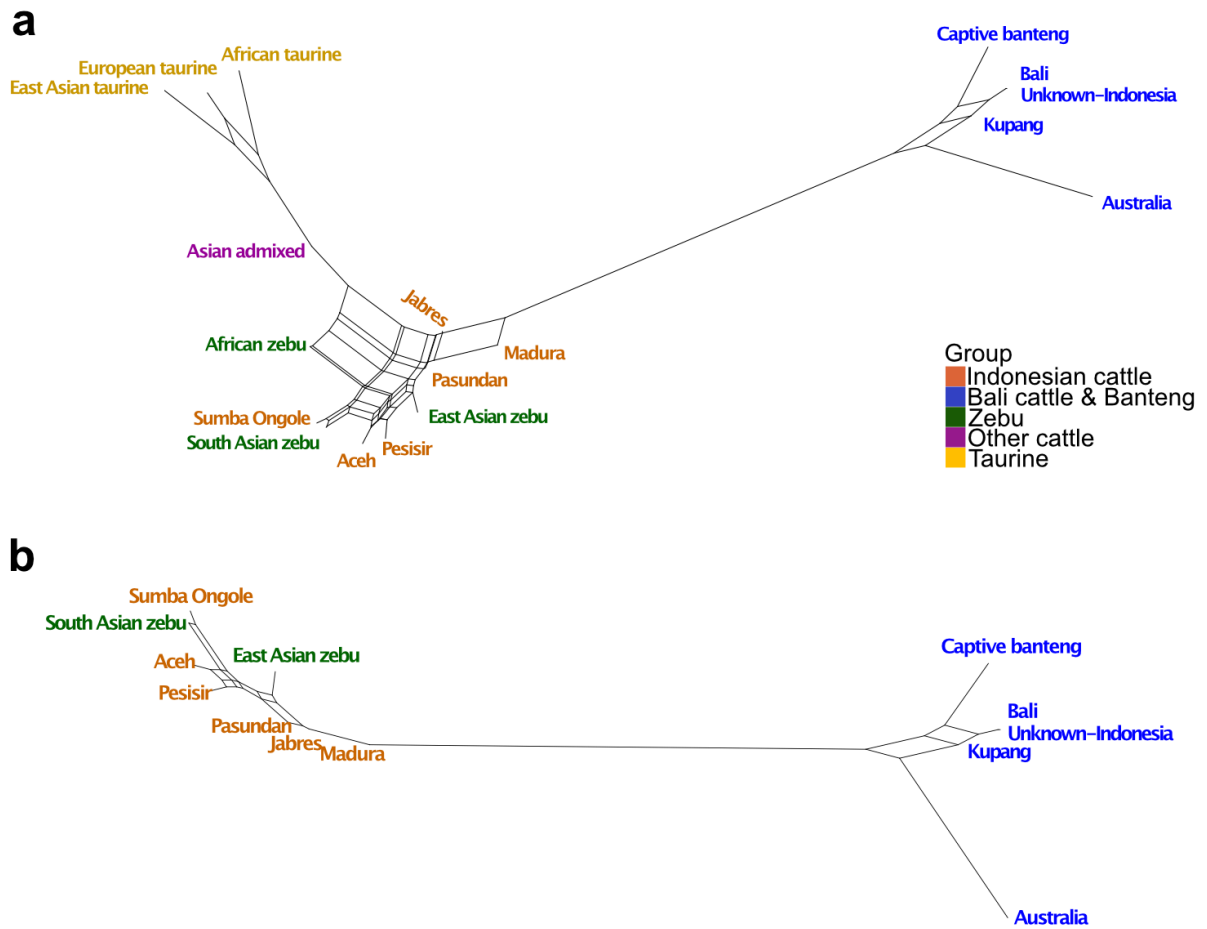 a
African taurine
European taurine
East Asian taurine
Captive banteng
Bali
Unknown-Indonesia
Kupang
Australia
Asian admixed
Jabres
African zebu
Madura
Pasundan
East Asian zebu
Sumba Ongole
South Asian zebu
Aceh
Pesisir
Group
Indonesian cattle
Bali cattle & Banteng
Zebu
Other cattle
Taurine
b
Sumba Ongole
South Asian zebu
East Asian zebu
Aceh
Pesisir
Pasundan
Jabres
Madura
Captive banteng
Bali
Unknown-Indonesia
Kupang
Australia